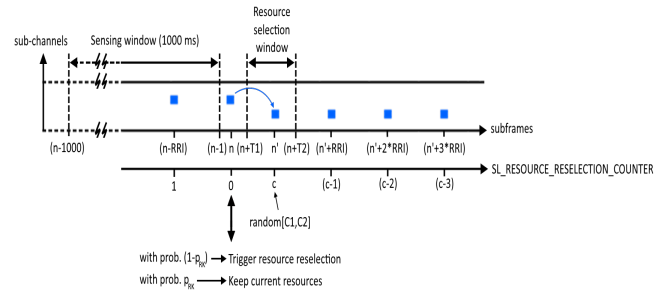 Resource
selection
window
sub-channels
Sensing window (1000 ms)
subframes
(n-1000) (n-RRI) (n-1) n (n+T1) n' (n+T2) (n'+RRI) (n'+2*RRI) (n'+3*RRI)
SL_RESOURCE_RESELECTION_COUNTER
1 0 c (c-1) (c-2) (c-3)
random[C1,C2]
with prob. (1-pRK) Trigger resource reselection
with prob. pRK Keep current resources